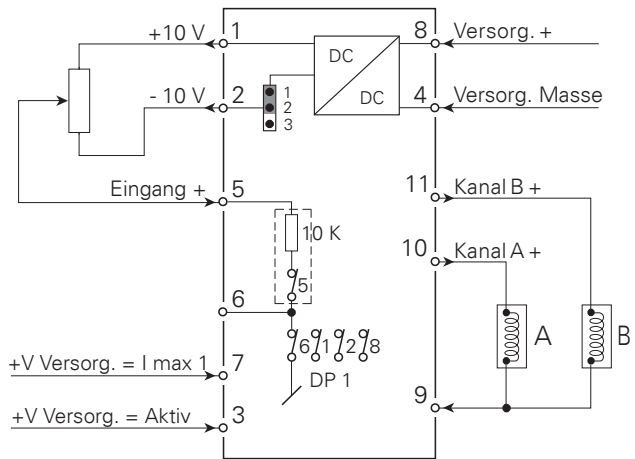 +10 V 1
8 Versorg. +
DC
DC
- 10 V 2
1
2
3
4 Versorg. Masse
Eingang + 5
11 Kanal B +
10 K
10 Kanal A +
5
6
6 1 2 8
A
B
DP 1
+V Versorg. = I max 1 7
9
+V Versorg. = Aktiv 3